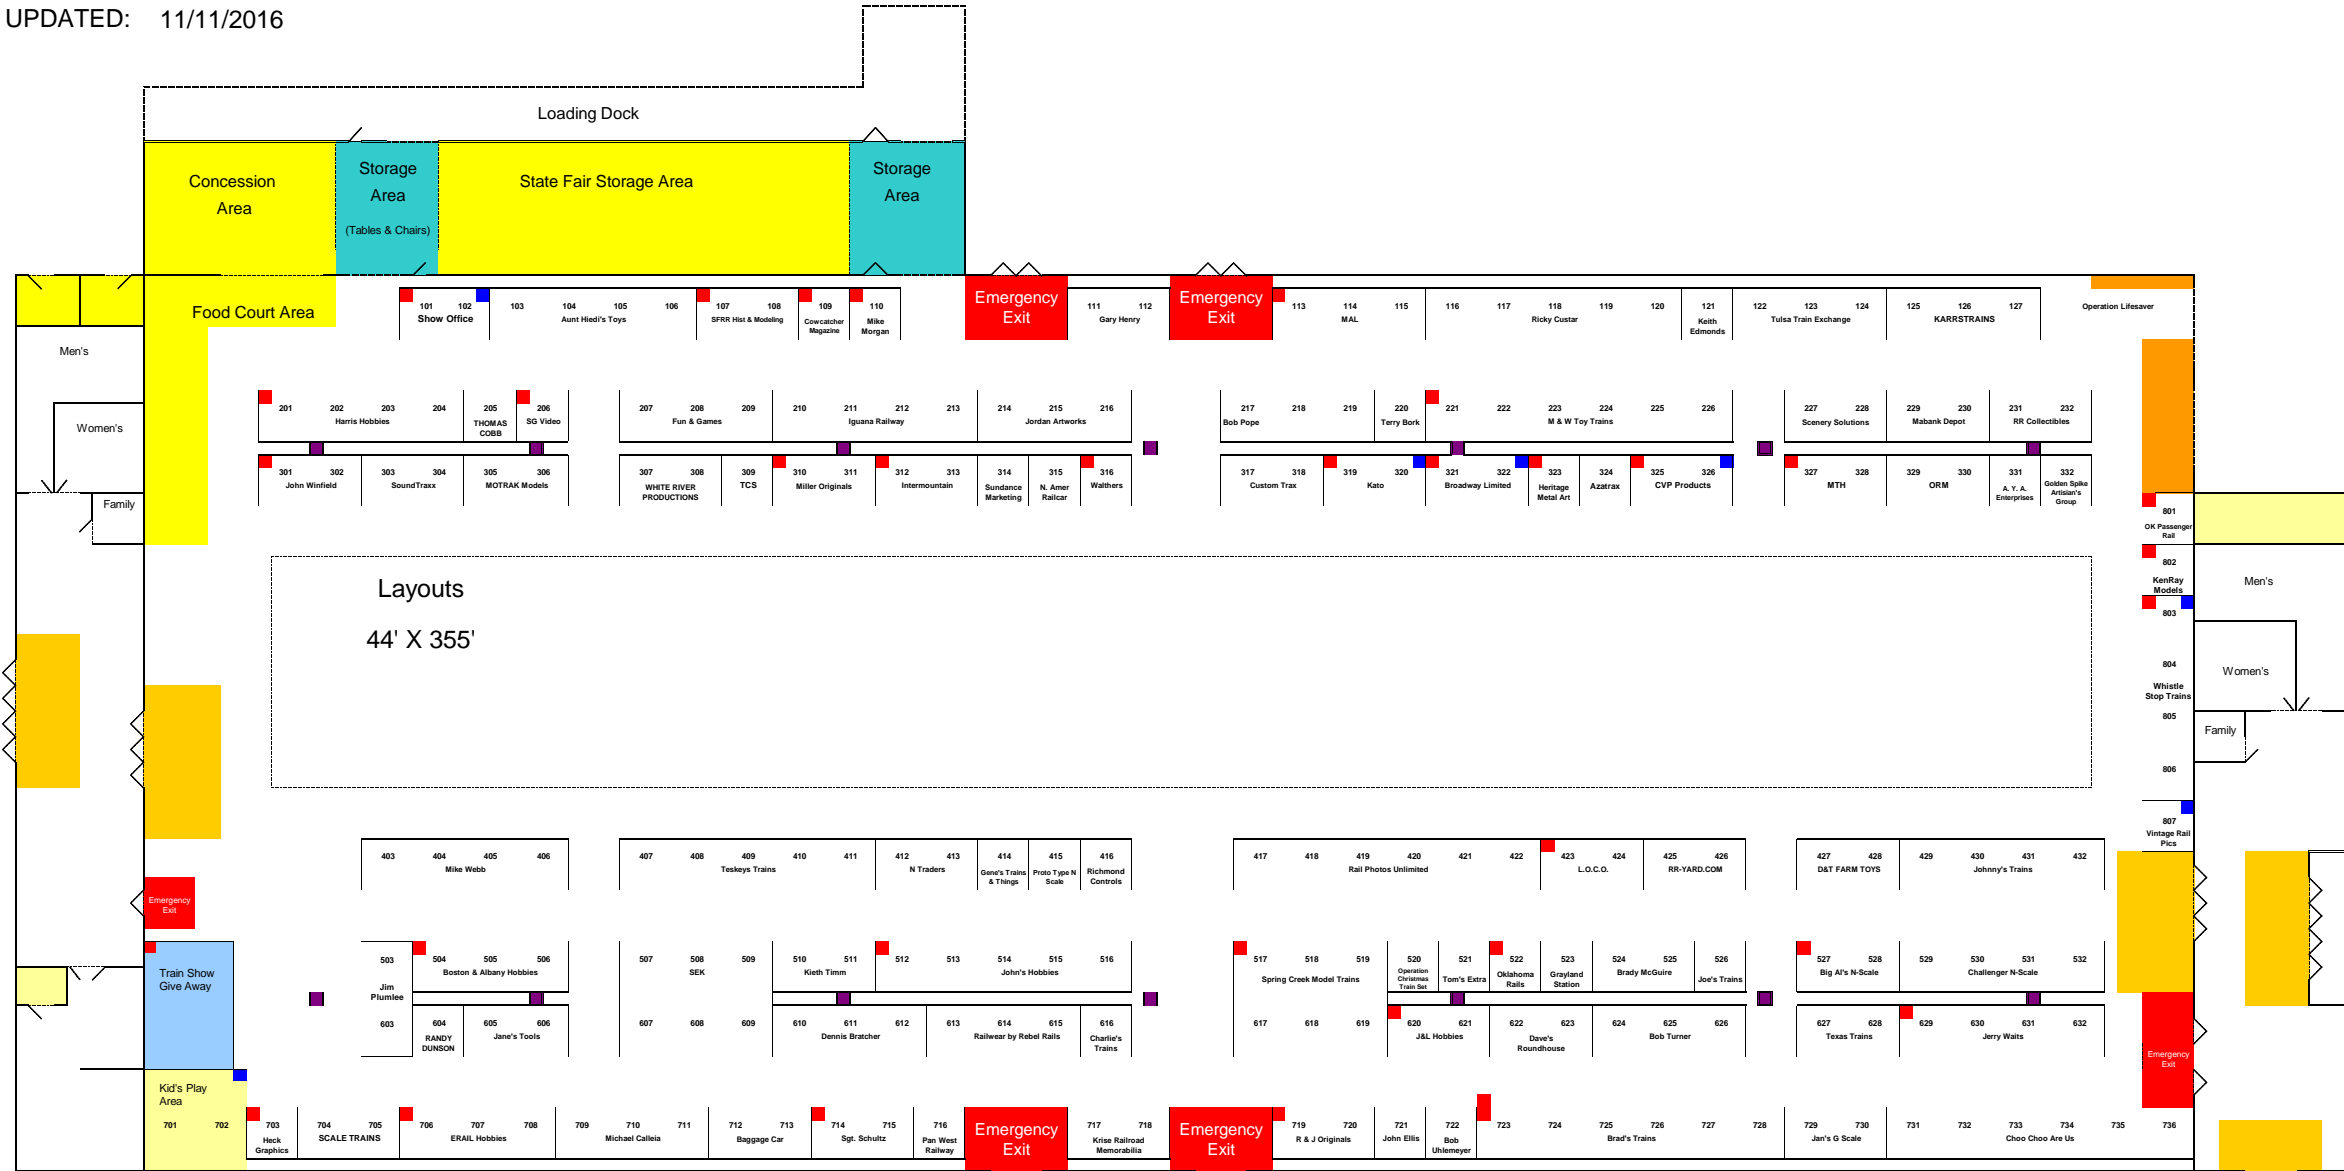 UPDATED: 11/11/2016
Loading Dock
Concession
Area
Storage
Area
(Tables & Chairs)
State Fair Storage Area
Storage
Area
Food Court Area
101 102
Show Office
103 104 105 106
Aunt Hiedi's Toys
107 108
SFRR Hist & Modeling
109
Cowcatcher
Magazine
110
Mike
Morgan
Emergency
Exit
111 112
Gary Henry
Emergency
Exit
113 114 115
MAL
116 117 118 119 120
Ricky Custar
121
Keith
Edmonds
122 123 124
Tulsa Train Exchange
125 126 127
KARRSTRAINS
Operation Lifesaver
Men's
Women's
Family
201 202 203 204
Harris Hobbies
205
THOMAS
COBB
206
SG Video
207 208 209
Fun & Games
210 211 212 213
Iguana Railway
214 215 216
Jordan Artworks
217 218 219
Bob Pope
220
Terry Bork
221 222 223 224 225 226
M & W Toy Trains
227 228
Scenery Solutions
229 230
Mabank Depot
231 232
RR Collectibles
301 302
John Winfield
303 304
SoundTraxx
305 306
MOTRAK Models
307 308
WHITE RIVER
PRODUCTIONS
309
TCS
310 311
Miller Originals
312 313
Intermountain
314
Sundance
Marketing
315
N. Amer
Railcar
316
Walthers
317 318
Custom Trax
319 320
Kato
321 322
Broadway Limited
323
Heritage
Metal Art
324
Azatrax
325 326
CVP Products
327 328
MTH
329 330
ORM
331
A. Y. A.
Enterprises
332
Golden Spike
Artisian's
Group
801
OK Passenger
Rail
802
KenRay
Models
803
804
Whistle
Stop Trains
805
806
807
Vintage Rail
Pics
Men's
Women's
Family
Layouts
44' X 355'
403 404 405 406
Mike Webb
407 408 409 410 411
Teskeys Trains
412 413
N Traders
414
Gene's Trains
& Things
415
Proto Type N
Scale
416
Richmond
Controls
417 418 419 420 421 422
Rail Photos Unlimited
423 424
L.O.C.O.
425 426
RR-YARD.COM
427 428
D&T FARM TOYS
429 430 431 432
Johnny's Trains
Emergency
Exit
Train Show
Give Away
503
Jim
Plumlee
603
504 505 506
Boston & Albany Hobbies
507 508 509
SEK
510 511
Kieth Timm
512 513 514 515 516
John's Hobbies
517 518 519
Spring Creek Model Trains
520
Operation
Christmas
Train Set
521
Tom's Extra
522
Oklahoma
Rails
523
Grayland
Station
524 525
Brady McGuire
526
Joe's Trains
527 528
Big Al's N-Scale
529 530 531 532
Challenger N-Scale
604
RANDY
DUNSON
605 606
Jane's Tools
607 608 609
610 611 612
Dennis Bratcher
613 614 615
Railwear by Rebel Rails
616
Charlie's
Trains
617 618 619
620 621
J&L Hobbies
622 623
Dave's
Roundhouse
624 625 626
Bob Turner
627 628
Texas Trains
629 630 631 632
Jerry Waits
Emergency
Exit
Kid's Play
Area
701 702
703
Heck
Graphics
704 705
SCALE TRAINS
706 707 708
ERAIL Hobbies
709 710 711
Michael Calleia
712 713
Baggage Car
714 715
Sgt. Schultz
716
Pan West
Railway
Emergency
Exit
717 718
Krise Railroad
Memorabilia
Emergency
Exit
719 720
R & J Originals
721
John Ellis
722
Bob
Uhlemeyer
723 724 725 726 727 728
Brad's Trains
729 730
Jan's G Scale
731 732 733 734 735 736
Choo Choo Are Us